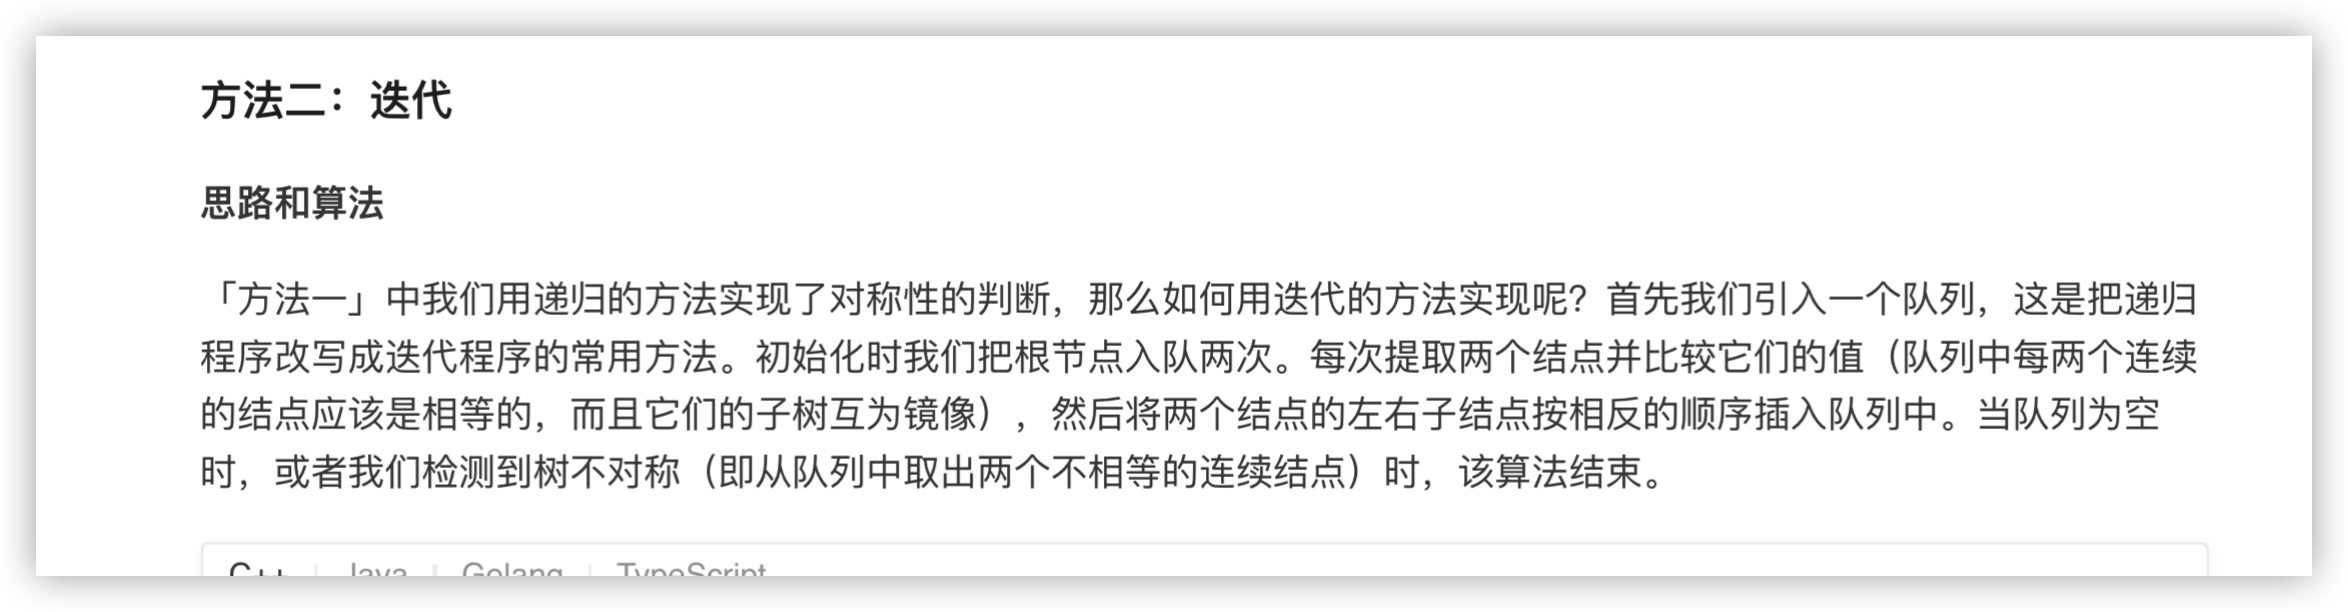 方法二：迭代
思路和算法
「方法一」中我们用递归的方法实现了对称性的判断，那么如何用迭代的方法实现呢？首先我们引入一个队列，这是把递归
程序改写成迭代程序的常用方法。初始化时我们把根节点入队两次。每次提取两个结点并比较它们的值（队列中每两个连续
的结点应该是相等的，而且它们的子树互为镜像），然后将两个结点的左右子结点按相反的顺序插入队列中。当队列为空
时，或者我们检测到树不对称（即从队列中取出两个不相等的连续结点）时，该算法结束。
C++ Java Golang TypeScript